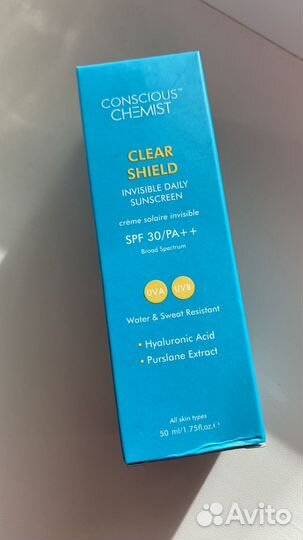 CONSCIOUS™
CHEMIST
CLEAR
SHIELD
INVISIBLE DAILY
SUNSCREEN
crème solaire invisible
SPF 30/PA++
Broad Spectrum
UVA UVB
Water & Sweat Resistant
• Hyaluronic Acid
• Purslane Extract
All skin types
50 ml/1.75fl.oz.℮
Avito